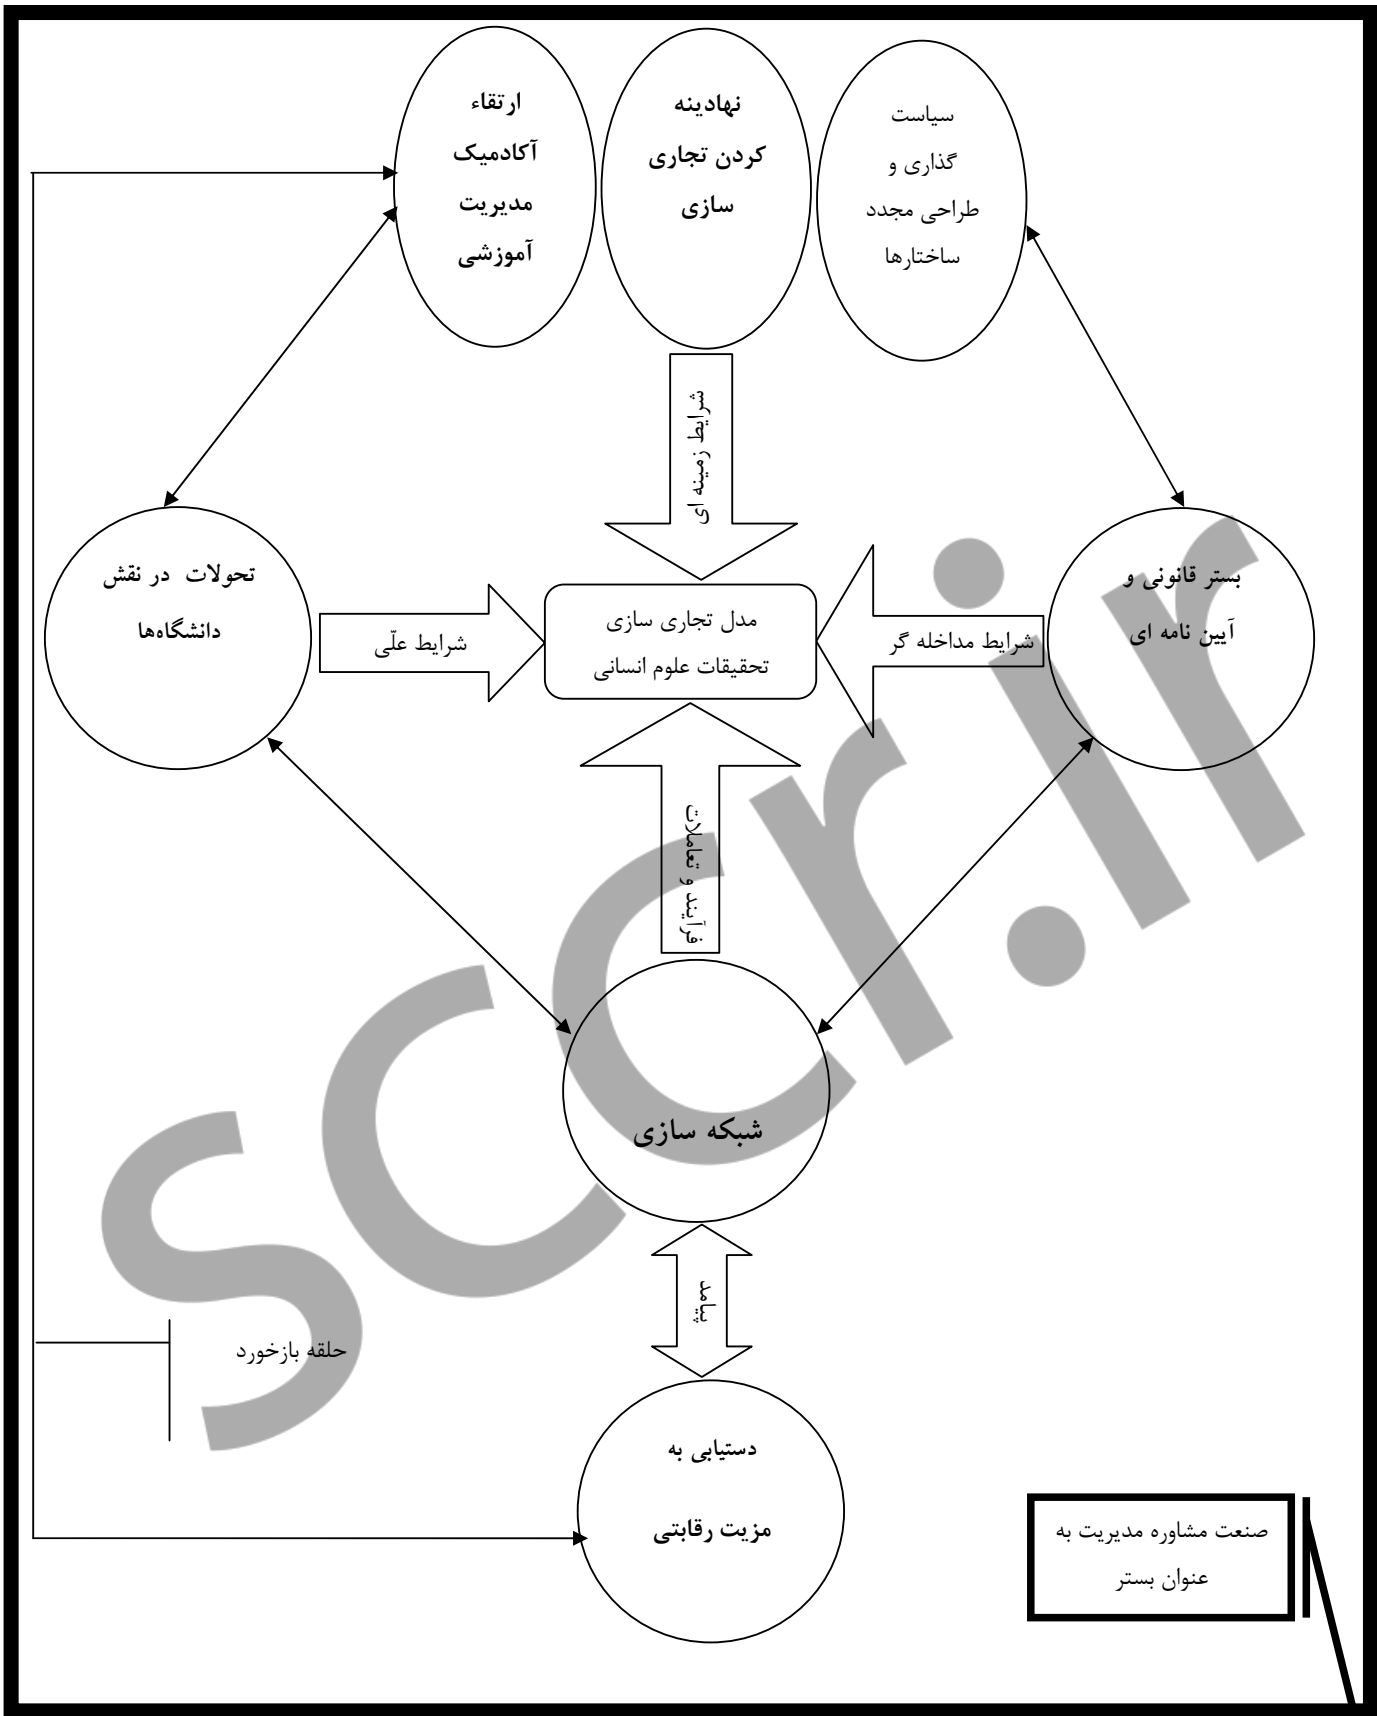 سیاست
گذاری و
طراحی مجدد
ساختارها
نهادینه
کردن تجاری
سازی
ارتقاء
آکادمیک
مدیریت
آموزشی
شرایط زمینه ای
بستر قانونی و
آیین نامه ای
شرایط مداخله گر
مدل تجاری سازی
تحقیقات علوم انسانی
شرایط علّی
تحولات در نقش
دانشگاه‌ها
فرآیند و تعاملات
شبکه سازی
پیامد
حلقه بازخورد
دستیابی به
مزیت رقابتی
صنعت مشاوره مدیریت به
عنوان بستر
sccr.ir